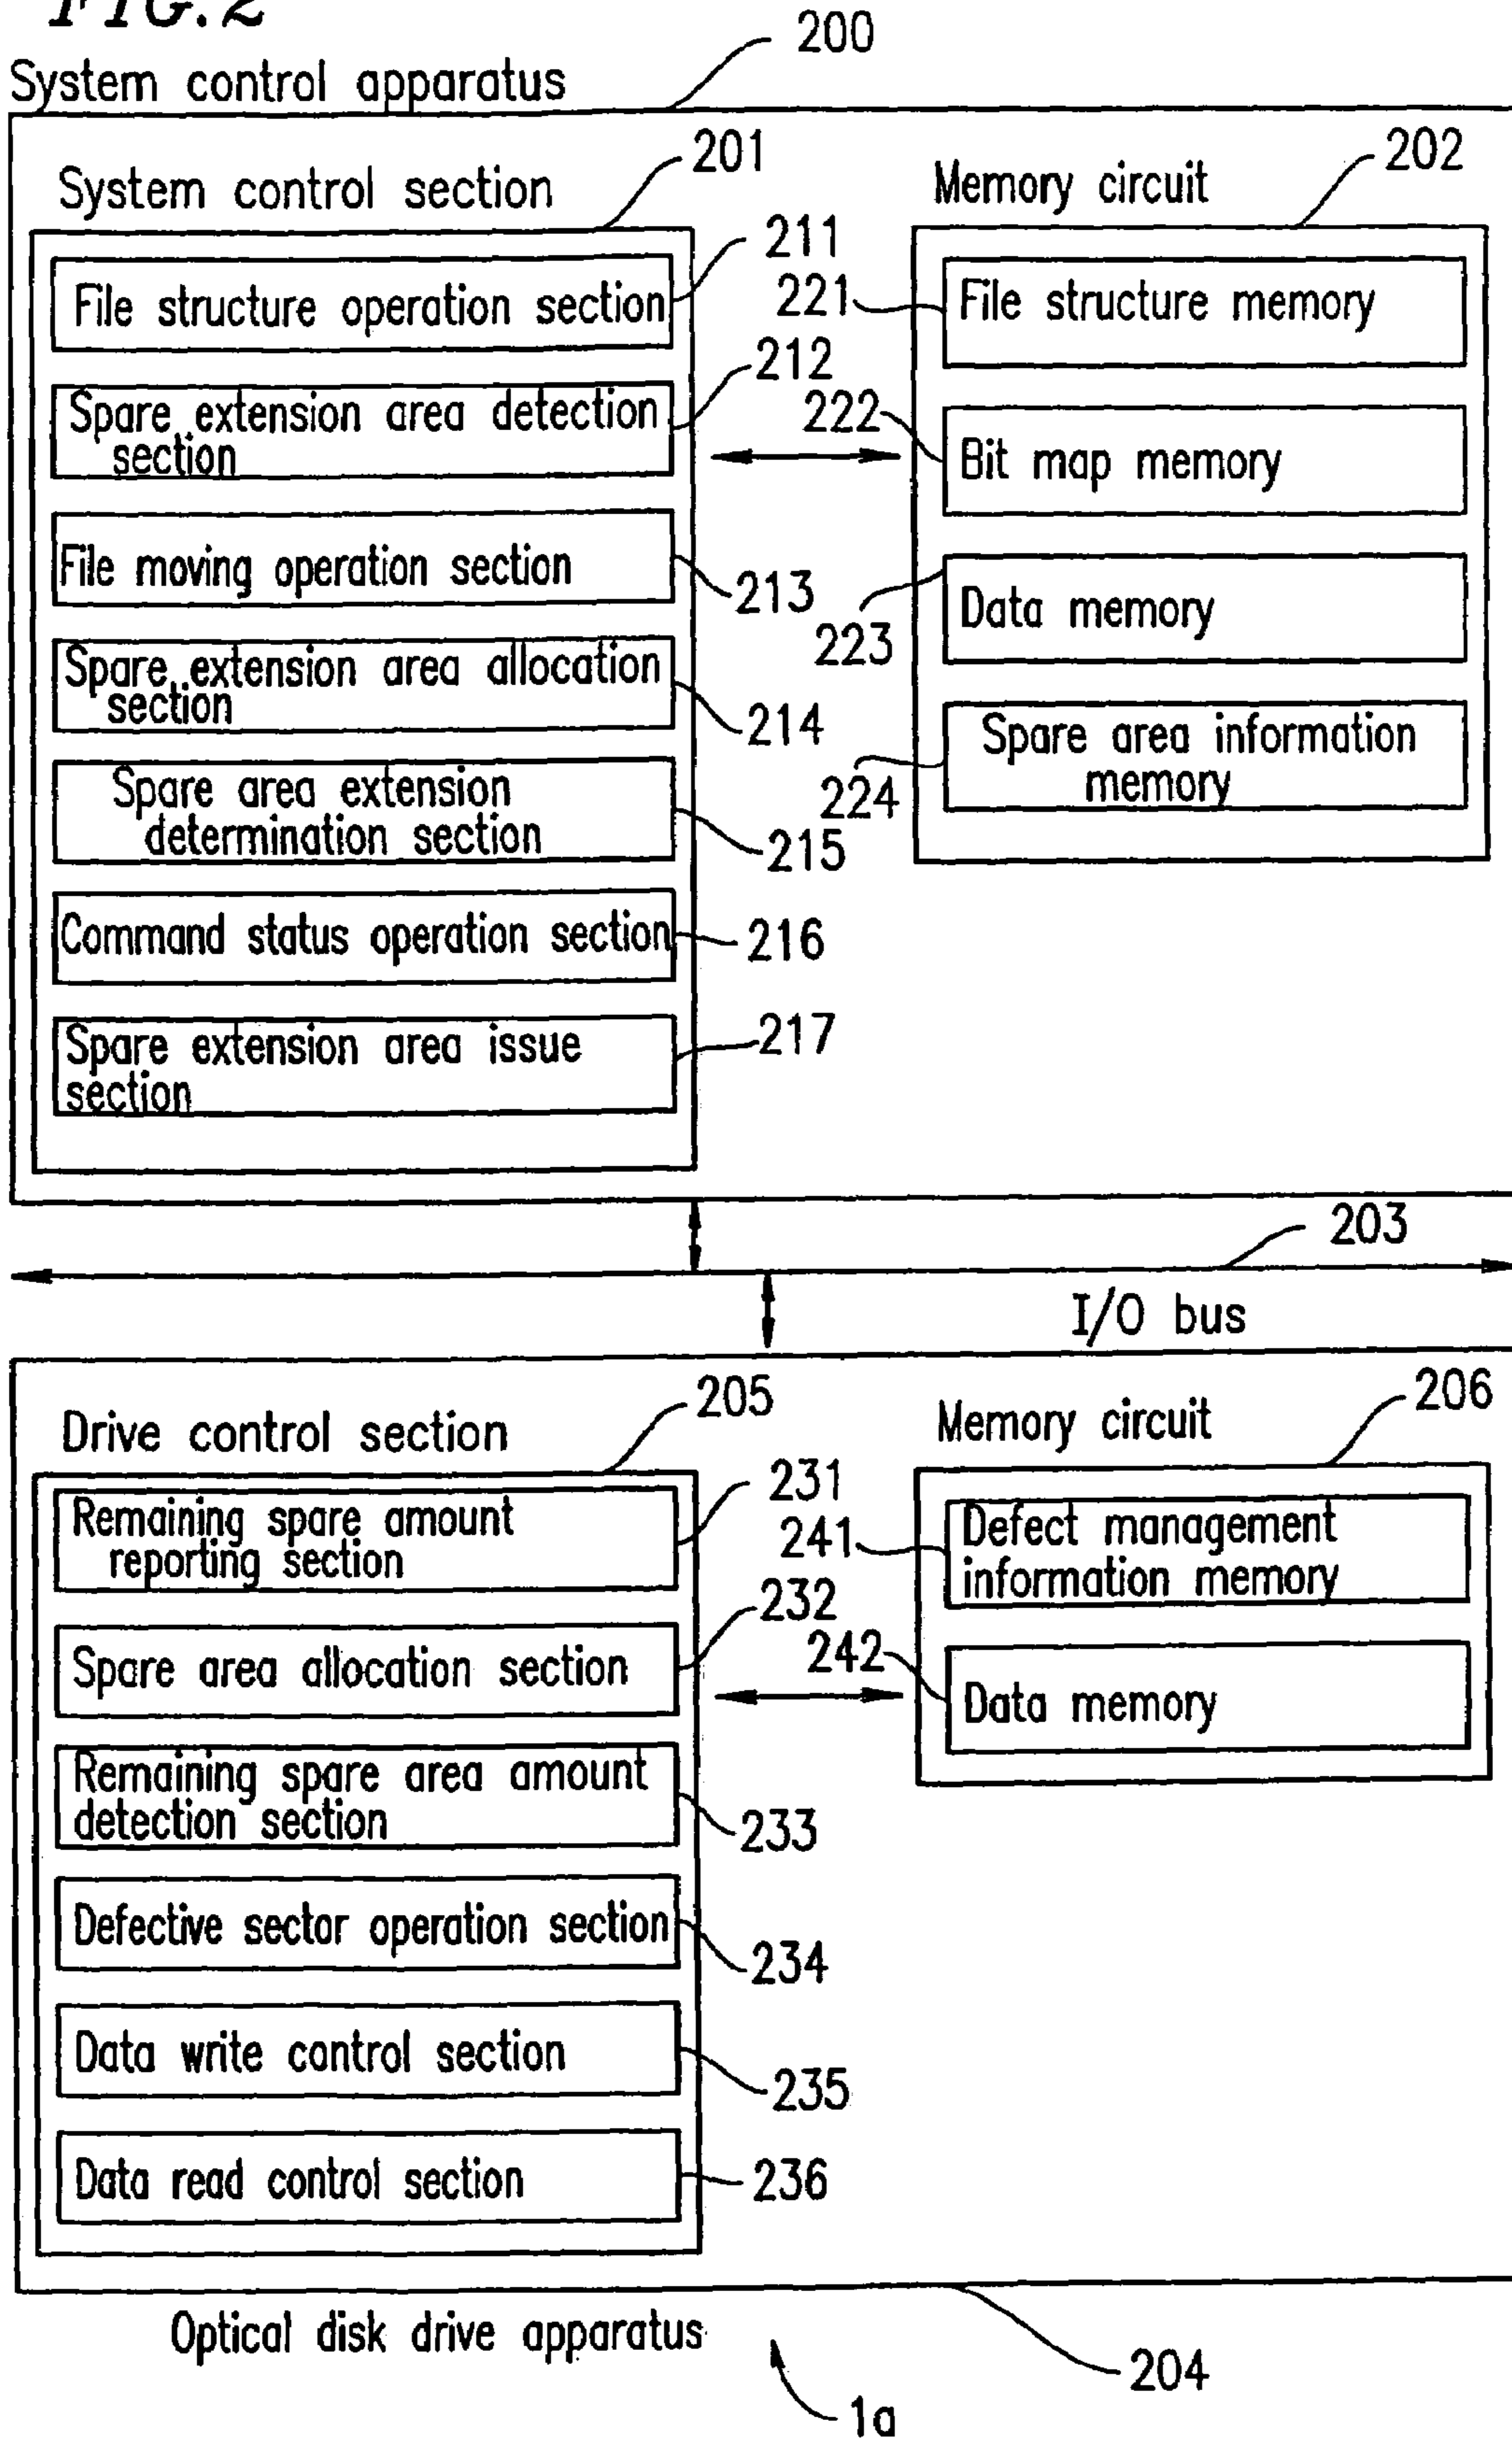 FIG. 2
200
System control apparatus
201
System control section
211
File structure operation section
212
Spare extension area detection
section
File moving operation section
213
Spare extension area allocation
section
214
Spare area extension
determination section
215
Command status operation section
216
Spare extension area issue
section
217
202
Memory circuit
221
File structure memory
222
Bit map memory
223
Data memory
224
Spare area information
memory
203
I/O bus
205
Drive control section
231
Remaining spare amount
reporting section
232
Spare area allocation section
Remaining spare area amount
detection section
233
Defective sector operation section
234
Data write control section
235
Data read control section
236
206
Memory circuit
241
Defect management
information memory
242
Data memory
Optical disk drive apparatus
204
1a